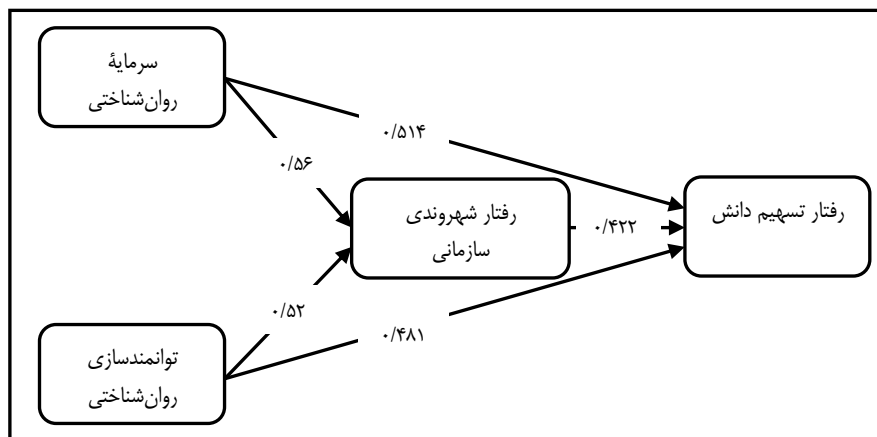 سرمایۀ
روان‌شناختی
۰/۵۱۴
۰/۵۶
رفتار شهروندی
سازمانی
۰/۴۲۲
رفتار تسهیم دانش
۰/۵۲
۰/۴۸۱
توانمندسازی
روان‌شناختی